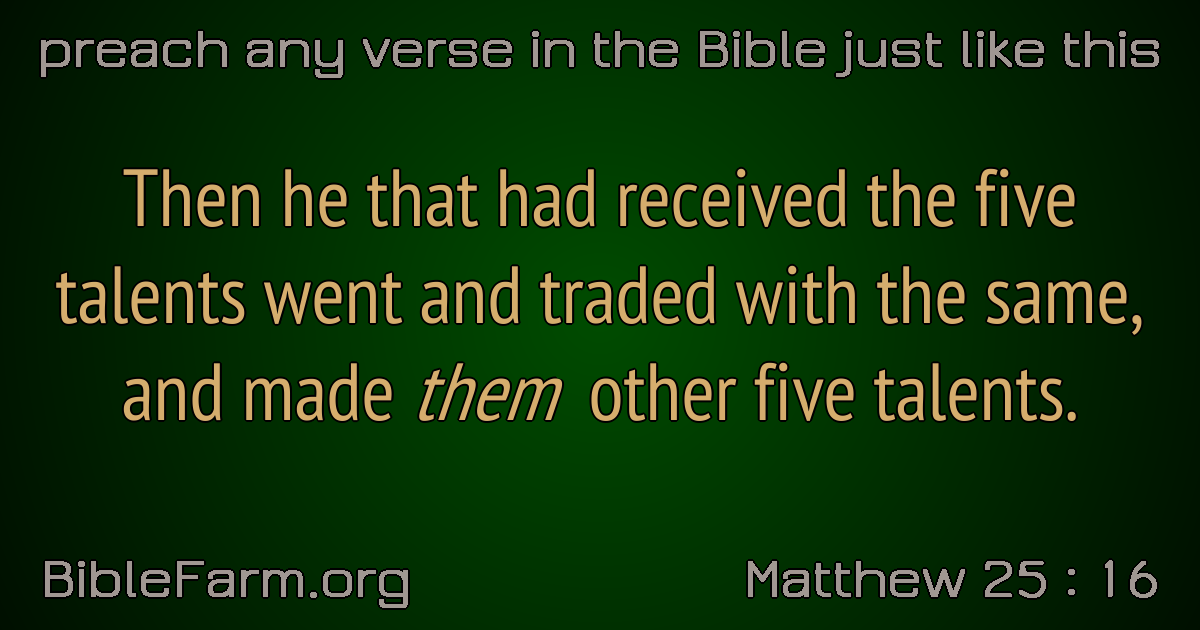 preach any verse in the Bible just like this
Then he that had received the five
talents went and traded with the same,
and made them other five talents.
BibleFarm.org
Matthew 25 : 16